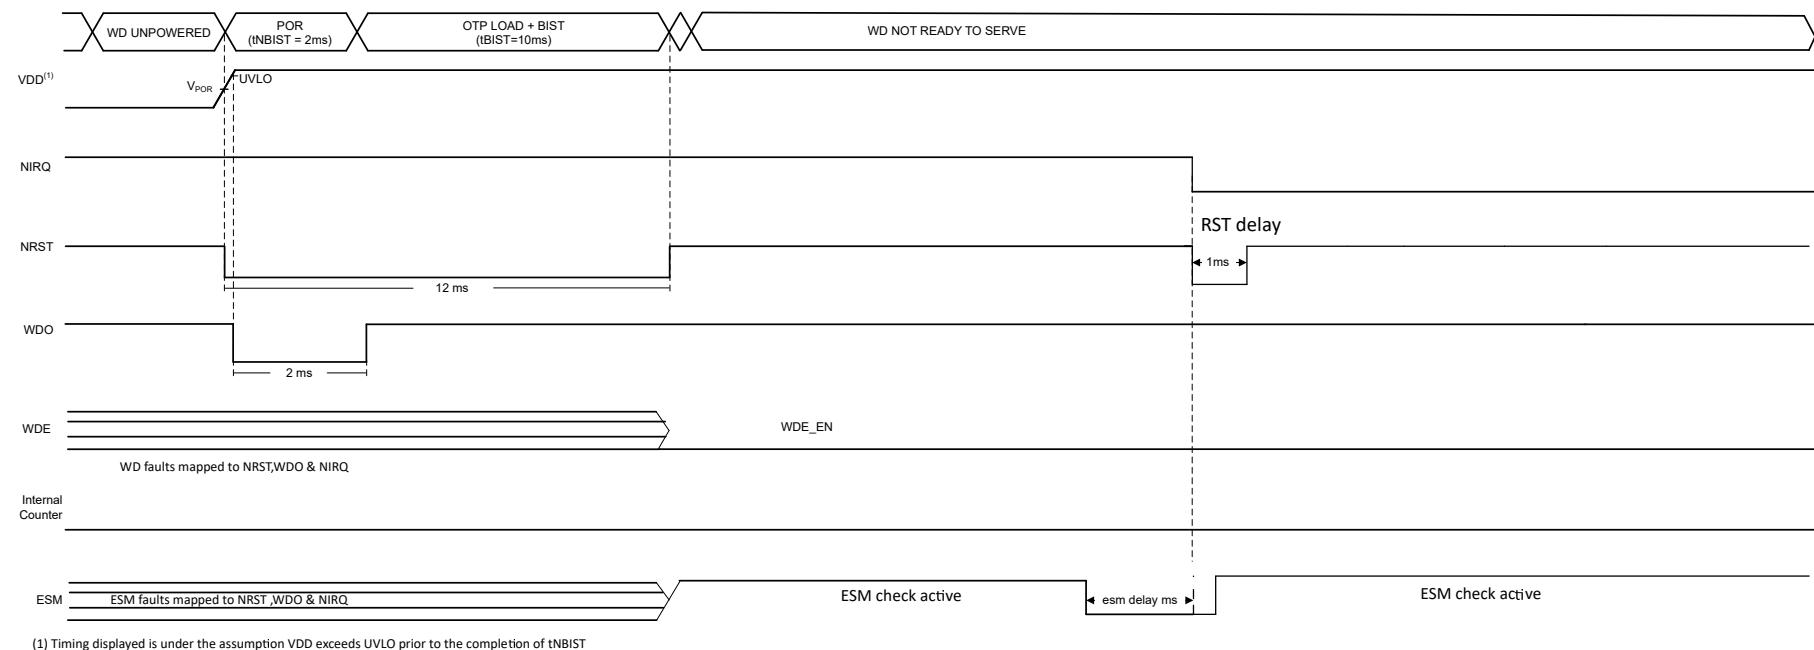 WD UNPOWERED
POR
(tNBIST = 2ms)
OTP LOAD + BIST
(tBIST=10ms)
WD NOT READY TO SERVE
VDD(1)
VPOR
UVLO
NIRQ
RST delay
NRST
1ms
12 ms
WDO
2 ms
WDE
WDE_EN
WD faults mapped to NRST,WDO & NIRQ
Internal
Counter
ESM
ESM faults mapped to NRST ,WDO & NIRQ
ESM check active
esm delay ms
ESM check active
(1) Timing displayed is under the assumption VDD exceeds UVLO prior to the completion of tNBIST